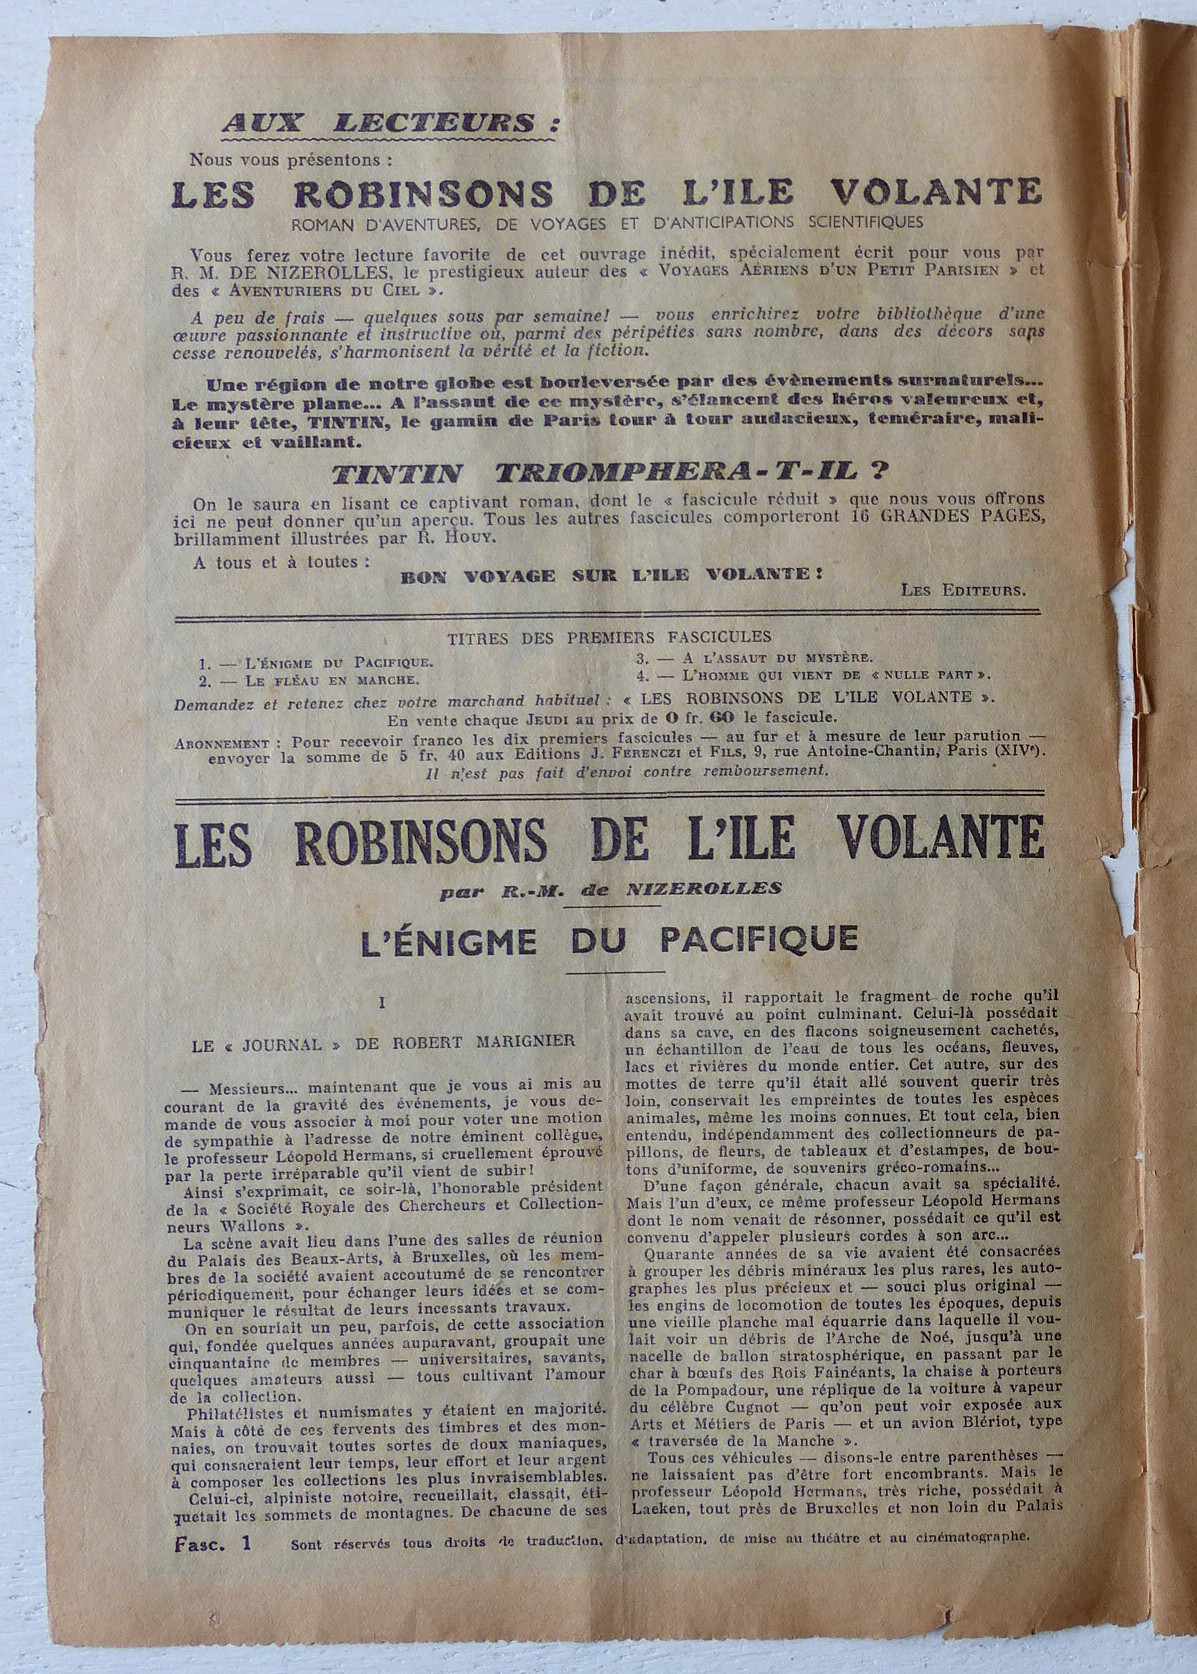 AUX LECTEURS :
Nous vous présentons :
LES ROBINSONS DE L'ILE VOLANTE
ROMAN D'AVENTURES, DE VOYAGES ET D'ANTICIPATIONS SCIENTIFIQUES
Vous ferez votre lecture favorite de cet ouvrage inédit, spécialement écrit pour vous par
R. M. DE NIZEROLLES, le prestigieux auteur des « VOYAGES AÉRIENS D'UN PETIT PARISIEN » et
des « AVENTURIERS DU CIEL ».
A peu de frais — quelques sous par semaine! — vous enrichirez votre bibliothèque d'une
œuvre passionnante et instructive où, parmi des péripéties sans nombre, dans des décors sans
cesse renouvelés, s'harmonisent la vérité et la fiction.
Une région de notre globe est bouleversée par des évènements surnaturels...
Le mystère plane... A l'assaut de ce mystère, s'élancent des héros valeureux et,
à leur tête, TINTIN, le gamin de Paris tour à tour audacieux, teméraire, mali-
cieux et vaillant.
TINTIN TRIOMPHERA-T-IL ?
On le saura en lisant ce captivant roman, dont le « fascicule réduit » que nous vous offrons
ici ne peut donner qu'un aperçu. Tous les autres fascicules comporteront 16 GRANDES PAGES,
brillamment illustrées par R. HOUY.
A tous et à toutes :
BON VOYAGE SUR L'ILE VOLANTE !
LES EDITEURS.
TITRES DES PREMIERS FASCICULES
1. — L'ÉNIGME DU PACIFIQUE.
2. — LE FLÉAU EN MARCHE.
3. — A L'ASSAUT DU MYSTÈRE.
4. — L'HOMME QUI VIENT DE « NULLE PART ».
Demandez et retenez chez votre marchand habituel : « LES ROBINSONS DE L'ILE VOLANTE ».
En vente chaque JEUDI au prix de 0 fr. 60 le fascicule.
ABONNEMENT : Pour recevoir franco les dix premiers fascicules — au fur et à mesure de leur parution —
envoyer la somme de 5 fr. 40 aux Editions J. FERENCZI et FILS, 9, rue Antoine-Chantin, Paris (XIVe).
Il n'est pas fait d'envoi contre remboursement.
LES ROBINSONS DE L'ILE VOLANTE
par R.-M. de NIZEROLLES
L'ÉNIGME DU PACIFIQUE
I
LE « JOURNAL » DE ROBERT MARIGNIER
— Messieurs... maintenant que je vous ai mis au
courant de la gravité des événements, je vous de-
mande de vous associer à moi pour voter une motion
de sympathie à l'adresse de notre éminent collègue,
le professeur Léopold Hermans, si cruellement éprouvé
par la perte irréparable qu'il vient de subir!
Ainsi s'exprimait, ce soir-là, l'honorable président
de la « Société Royale des Chercheurs et Collection-
neurs Wallons ».
La scène avait lieu dans l'une des salles de réunion
du Palais des Beaux-Arts, à Bruxelles, où les mem-
bres de la société avaient accoutumé de se rencontrer
périodiquement, pour échanger leurs idées et se com-
muniquer le résultat de leurs incessants travaux.
On en souriait un peu, parfois, de cette association
qui, fondée quelques années auparavant, groupait une
cinquantaine de membres — universitaires, savants,
quelques amateurs aussi — tous cultivant l'amour
de la collection.
Philatélistes et numismates y étaient en majorité.
Mais à côté de ces fervents des timbres et des mon-
naies, on trouvait toutes sortes de doux maniaques,
qui consacraient leur temps, leur effort et leur argent
à composer les collections les plus invraisemblables.
Celui-ci, alpiniste notoire, recueillait, classait, éti-
quetait les sommets de montagnes. De chacune de ses
ascensions, il rapportait le fragment de roche qu'il
avait trouvé au point culminant. Celui-là possédait
dans sa cave, en des flacons soigneusement cachetés,
un échantillon de l'eau de tous les océans, fleuves,
lacs et rivières du monde entier. Cet autre, sur des
mottes de terre qu'il était allé souvent querir très
loin, conservait les empreintes de toutes les espèces
animales, même les moins connues. Et tout cela, bien
entendu, indépendamment des collectionneurs de pa-
pillons, de fleurs, de tableaux et d'estampes, de bou-
tons d'uniforme, de souvenirs gréco-romains...
D'une façon générale, chacun avait sa spécialité.
Mais l'un d'eux, ce même professeur Léopold Hermans
dont le nom venait de résonner, possédait ce qu'il est
convenu d'appeler plusieurs cordes à son arc...
Quarante années de sa vie avaient été consacrées
à grouper les débris minéraux les plus rares, les auto-
graphes les plus précieux et — souci plus original —
les engins de locomotion de toutes les époques, depuis
une vieille planche mal équarrie dans laquelle il vou-
lait voir un débris de l'Arche de Noé, jusqu'à une
nacelle de ballon stratosphérique, en passant par le
char à bœufs des Rois Fainéants, la chaise à porteurs
de la Pompadour, une réplique de la voiture à vapeur
du célèbre Cugnot — qu'on peut voir exposée aux
Arts et Métiers de Paris — et un avion Blériot, type
« traversée de la Manche ».
Tous ces véhicules — disons-le entre parenthèses —
ne laissaient pas d'être fort encombrants. Mais le
professeur Léopold Hermans, très riche, possédait à
Laeken, tout près de Bruxelles et non loin du Palais
Fasc. 1 Sont réservés tous droits de traduction, d'adaptation, de mise au théâtre et au cinématographe.